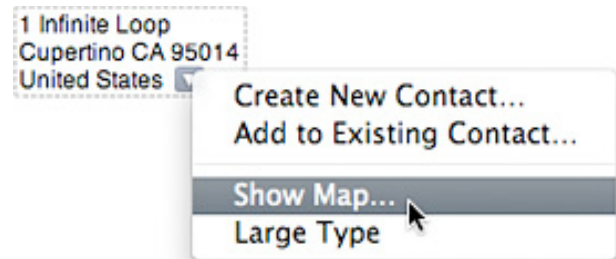 1 Infinite Loop
Cupertino CA 95014
United States
Create New Contact...
Add to Existing Contact...
Show Map...
Large Type